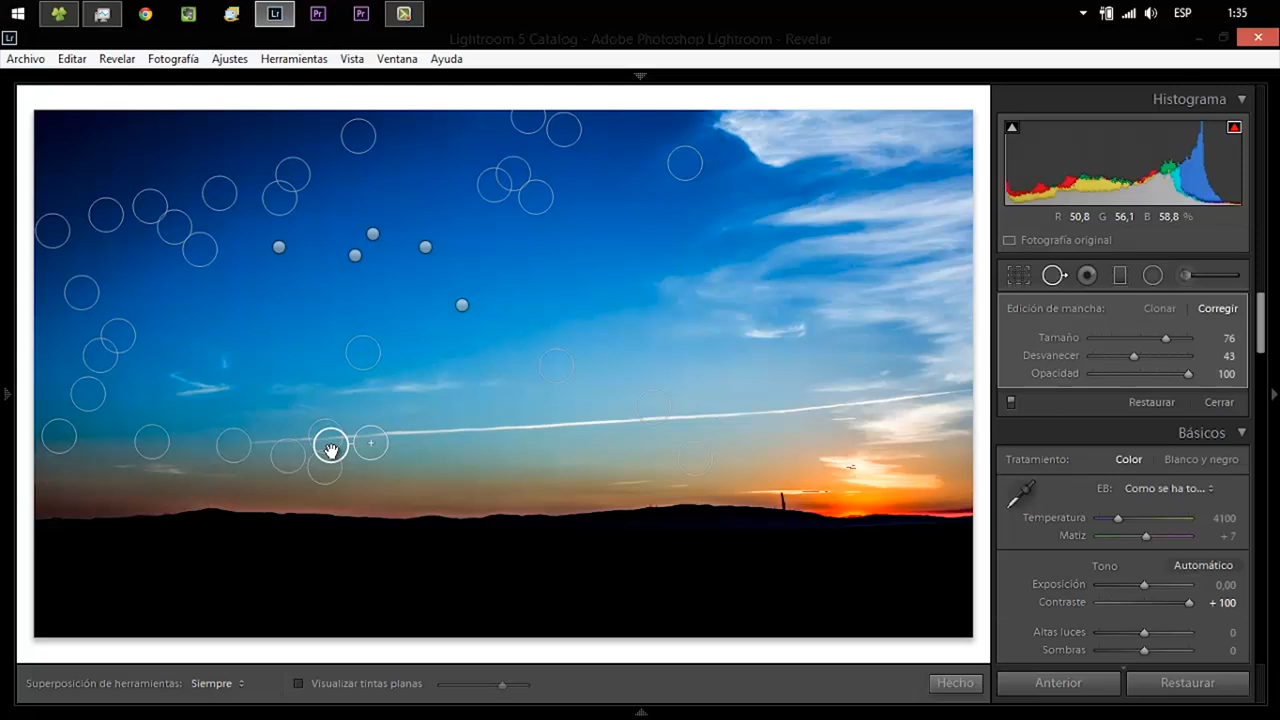 Lr Pr Pr ESP 1:35
Lr Lightroom 5 Catalog - Adobe Photoshop Lightroom - Revelar
Archivo Editar Revelar Fotografía Ajustes Herramientas Vista Ventana Ayuda
Histograma
R 50,8 G 56,1 B 58,8 %
Fotografía original
Edición de mancha: Clonar Corregir
Tamaño 76
Desvanecer 43
Opacidad 100
Restaurar Cerrar
Básicos
Tratamiento: Color Blanco y negro
EB: Como se ha to...
Temperatura 4100
Matiz + 7
Tono Automático
Exposición 0,00
Contraste + 100
Altas luces 0
Sombras 0
Superposición de herramientas: Siempre Visualizar tintas planas Hecho
Anterior Restaurar